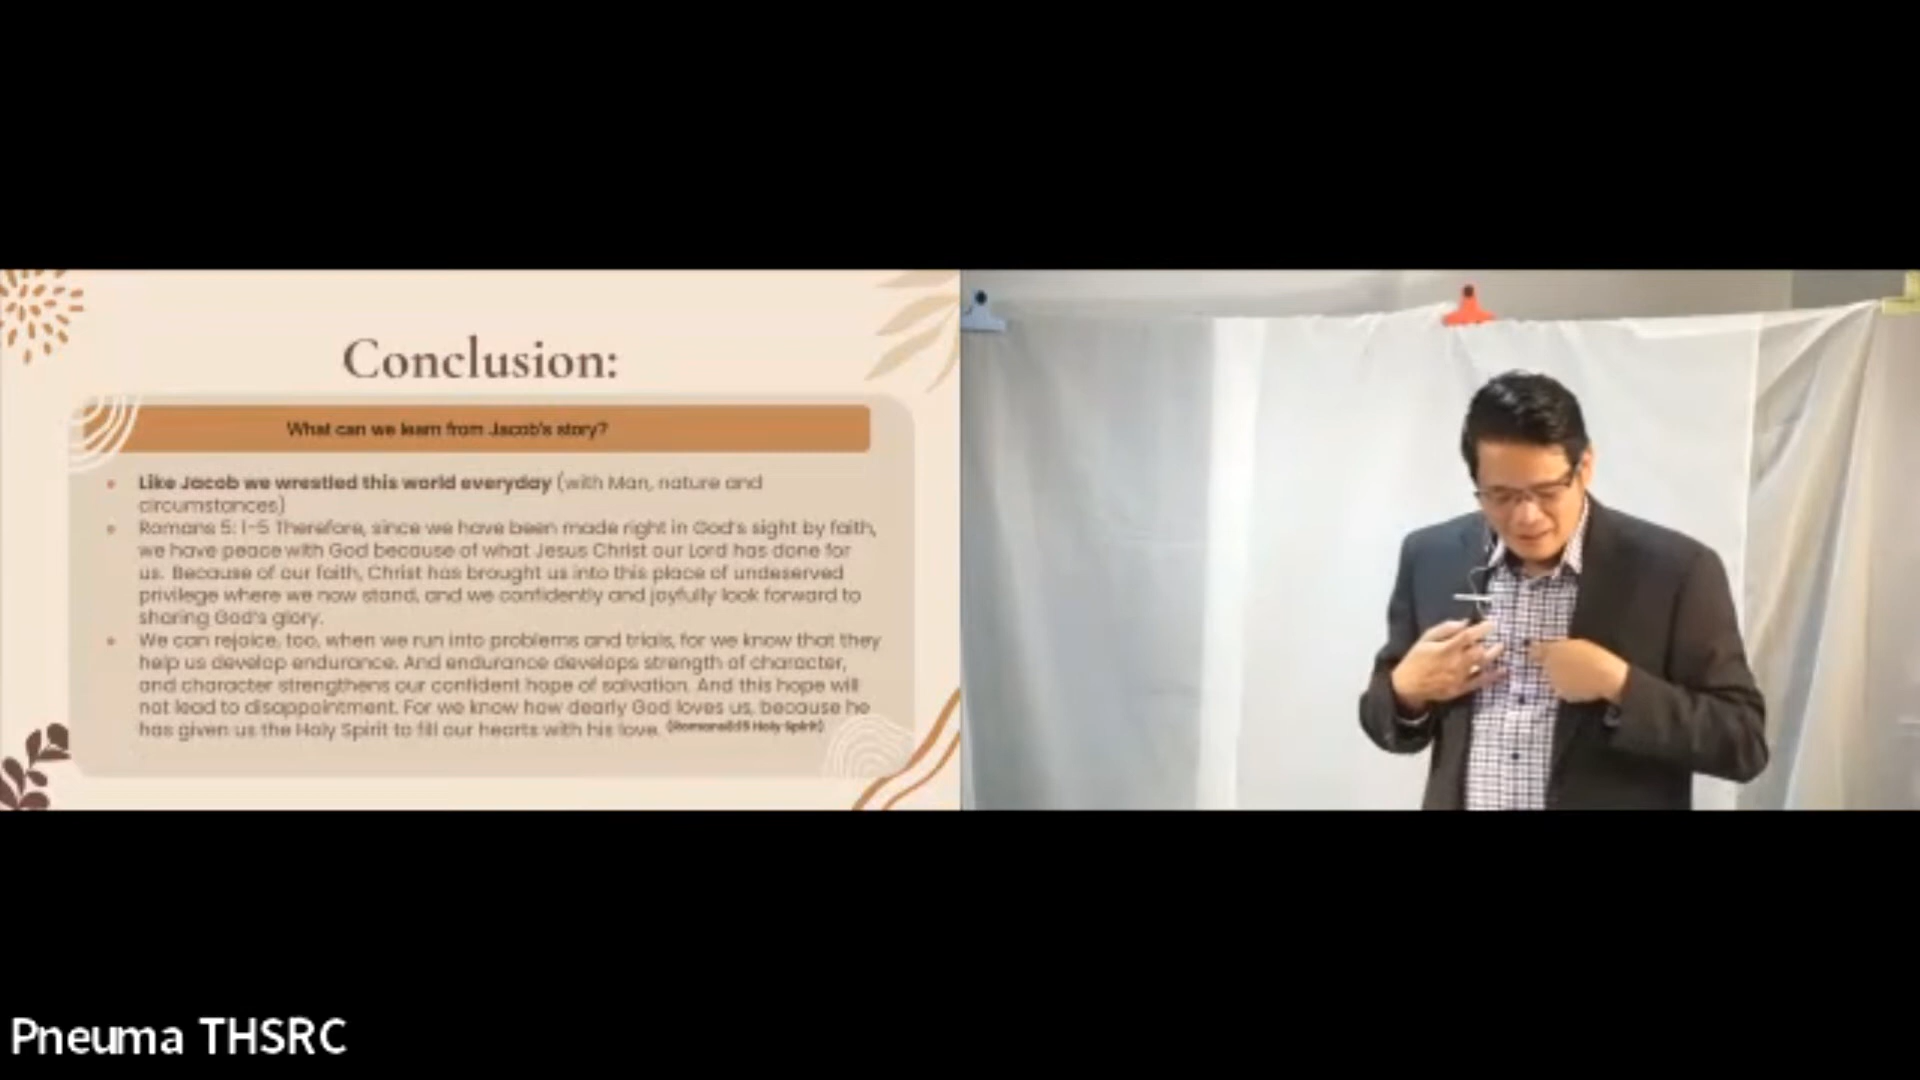 Conclusion:
What can we learn from Jacob's story?
Like Jacob we wrestled this world everyday (with Man, nature and
circumstances)
Romans 5: 1-5 Therefore, since we have been made right in God's sight by faith,
we have peace with God because of what Jesus Christ our Lord has done for
us. Because of our faith, Christ has brought us into this place of undeserved
privilege where we now stand, and we confidently and joyfully look forward to
sharing God's glory.
We can rejoice, too, when we run into problems and trials, for we know that they
help us develop endurance. And endurance develops strength of character,
and character strengthens our confident hope of salvation. And this hope will
not lead to disappointment. For we know how dearly God loves us, because he
has given us the Holy Spirit to fill our hearts with his love. Holy Spirit)
Pneuma THSRC